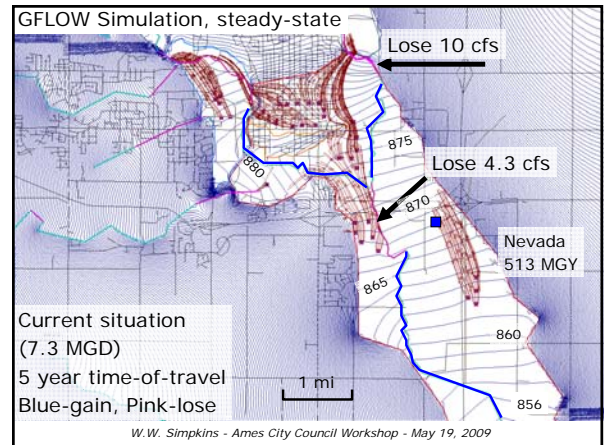 GFLOW Simulation, steady-state
Lose 10 cfs
875
Lose 4.3 cfs
880
870
Nevada
513 MGY
865
Current situation
(7.3 MGD)
860
5 year time-of-travel
1 mi
Blue-gain, Pink-lose
856
W.W. Simpkins - Ames City Council Workshop - May 19, 2009